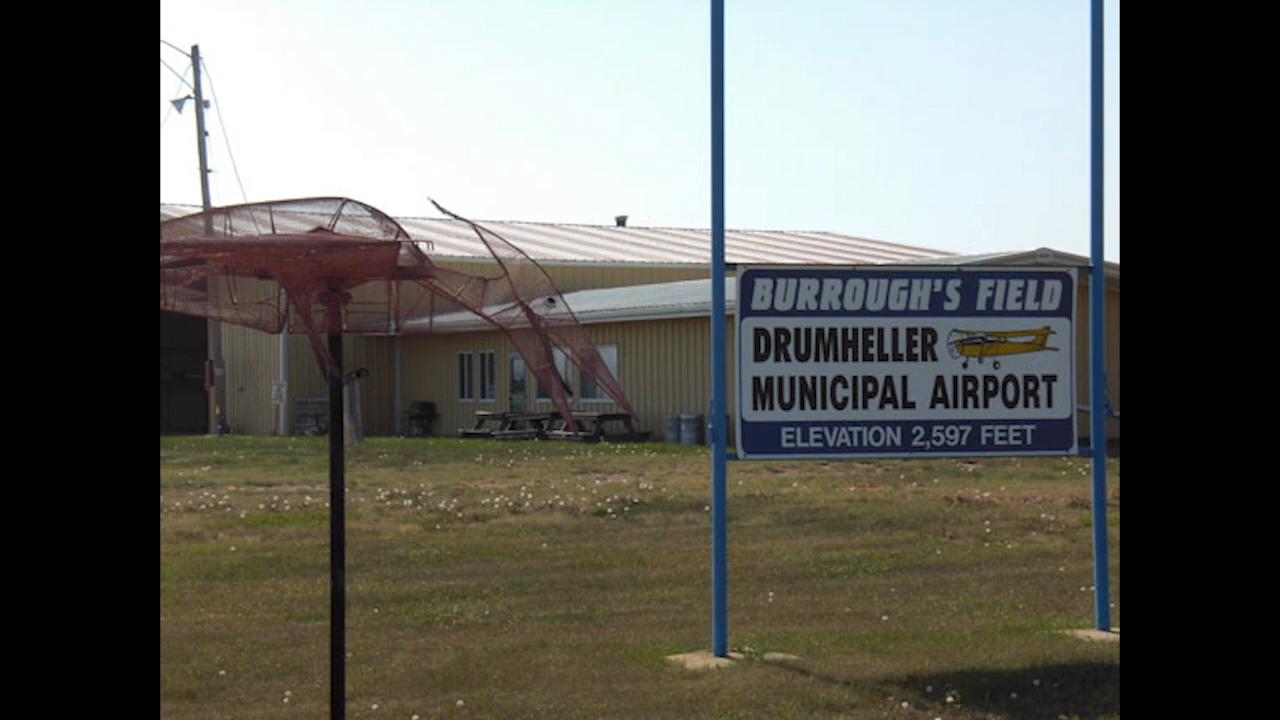 BURROUGH'S FIELD
DRUMHELLER
MUNICIPAL AIRPORT
ELEVATION 2,597 FEET